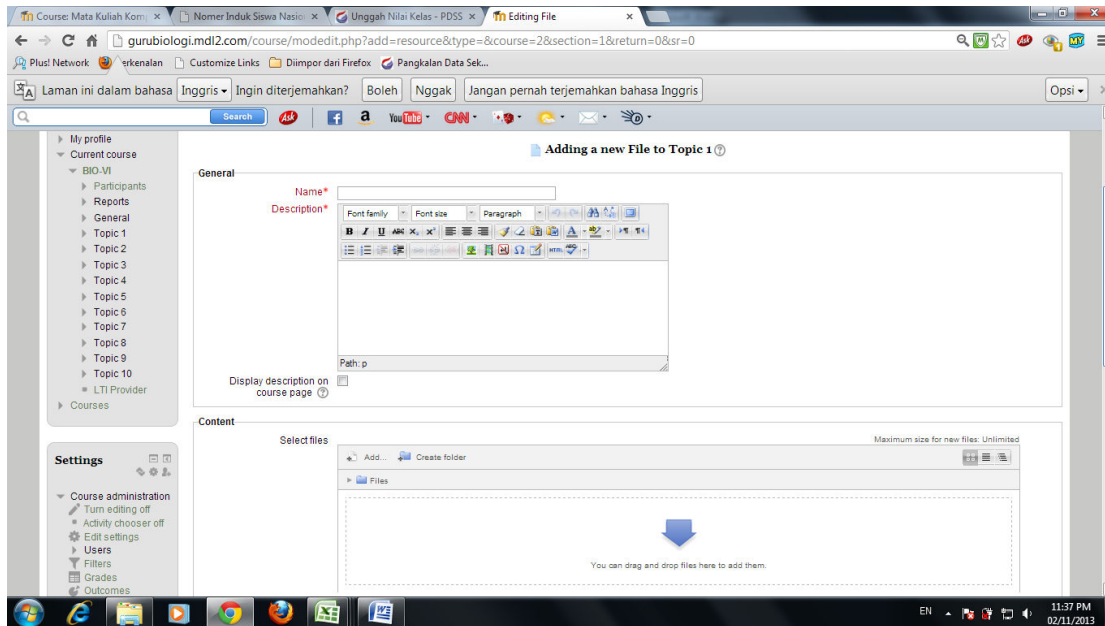 Course: Mata Kuliah Kom
Nomer Induk Siswa Nasion
Unggah Nilai Kelas - PDSS
Editing File
gurubiologi.mdl2.com/course/modedit.php?add=resource&type=&course=2&section=1&return=0&sr=0
Plus! Network
erkenalan
Customize Links
Diimpor dari Firefox
Pangkalan Data Sek...
Laman ini dalam bahasa Inggris Ingin diterjemahkan? Boleh Nggak Jangan pernah terjemahkan bahasa Inggris Opsi
Search Ask YouTube CNN
My profile
Current course
BIO-VI
Participants
Reports
General
Topic 1
Topic 2
Topic 3
Topic 4
Topic 5
Topic 6
Topic 7
Topic 8
Topic 9
Topic 10
LTI Provider
Courses
Settings
Course administration
Turn editing off
Activity chooser off
Edit settings
Users
Filters
Grades
Outcomes
Adding a new File to Topic 1
General
Name*
Description*
Font family Font size Paragraph
B I U ABC
HTML
Path: p
Display description on
course page
Content
Select files
Maximum size for new files: Unlimited
Add... Create folder
Files
You can drag and drop files here to add them.
EN
11:37 PM
02/11/2013